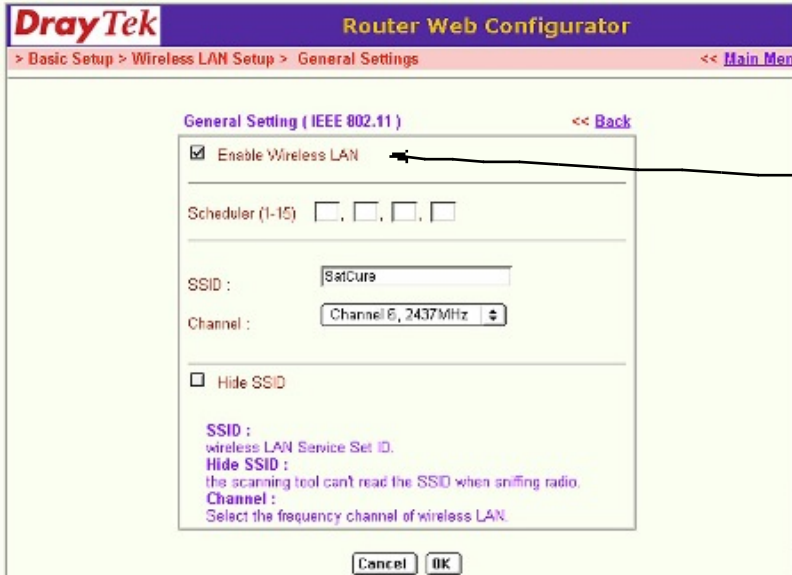 DrayTek Router Web Configurator
> Basic Setup > Wireless LAN Setup > General Settings << Main Men
General Setting ( IEEE 802.11 ) << Back
Enable Wireless LAN
Scheduler (1-15) , , ,
SSID : SatCure
Channel : Channel 6, 2437MHz
Hide SSID
SSID :
wireless LAN Service Set ID.
Hide SSID :
the scanning tool can't read the SSID when sniffing radio.
Channel :
Select the frequency channel of wireless LAN.
Cancel OK